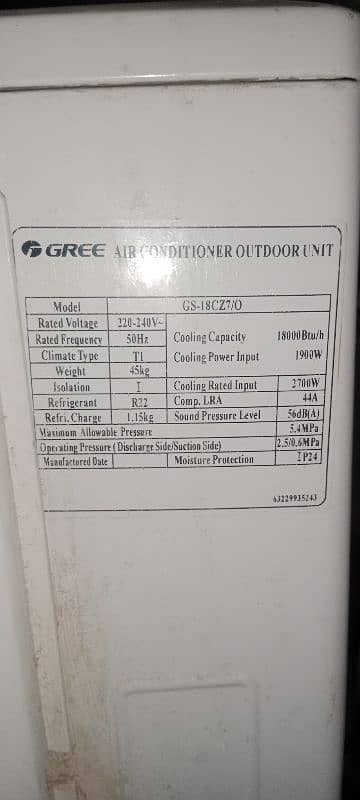 GREE AIR CONDITIONER OUTDOOR UNIT
Model GS-18CZ7/O
Rated Voltage 220-240V~
Rated Frequency 50Hz
Cooling Capacity 18000Btu/h
Climate Type T1
Cooling Power Input 1900W
Weight 45kg
Isolation I
Cooling Rated Input 2700W
Refrigerant R22
Comp. LRA 44A
Refri. Charge 1.15kg
Sound Pressure Level 56dB(A)
Maximum Allowable Pressure 5.4MPa
Operating Pressure (Discharge Side/Suction Side) 2.5/0.6MPa
Manufactured Date
Moisture Protection IP24
63229935243